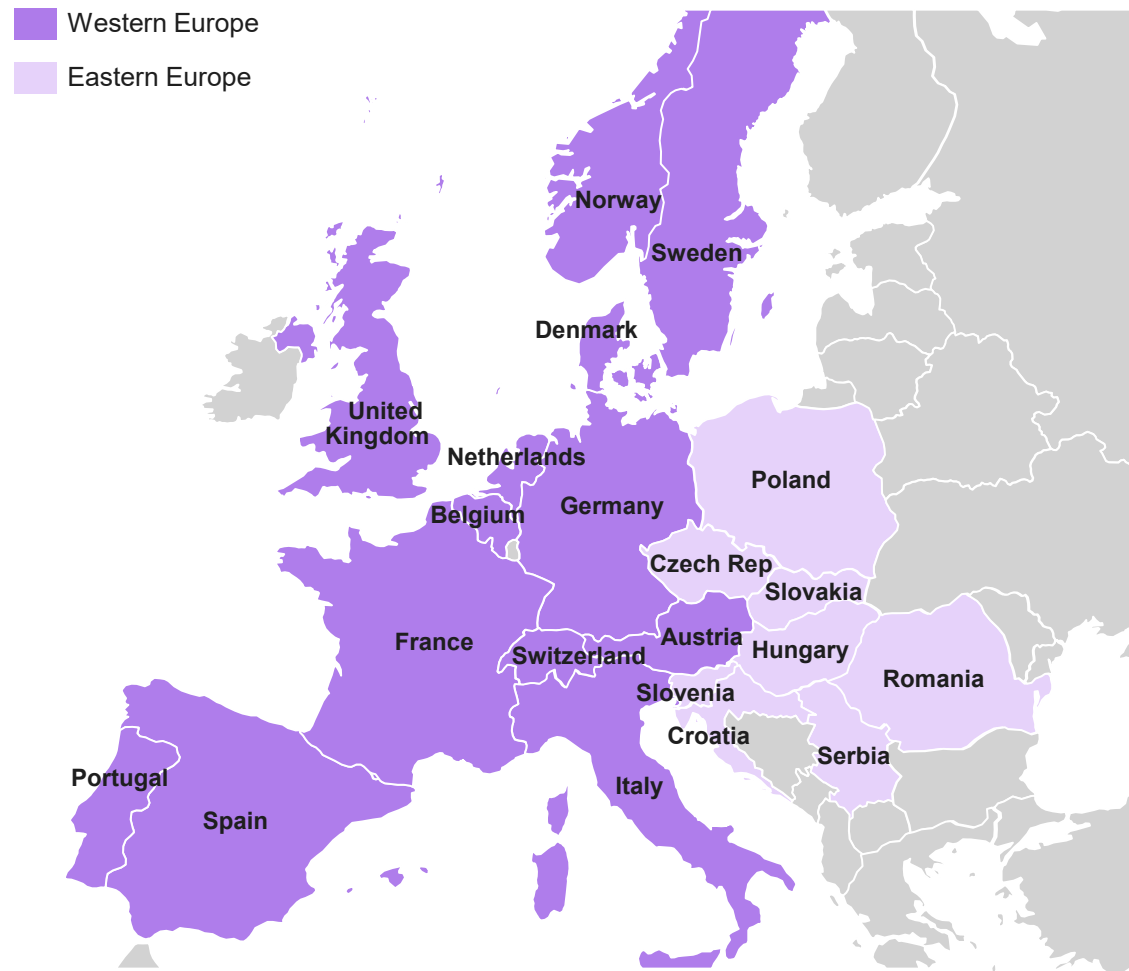 Western Europe
Eastern Europe
Norway
Sweden
Denmark
United
Kingdom
Netherlands
Poland
Germany
Belgium
Czech Rep
Slovakia
Austria
France
Hungary
Switzerland
Romania
Slovenia
Croatia
Serbia
Portugal
Italy
Spain